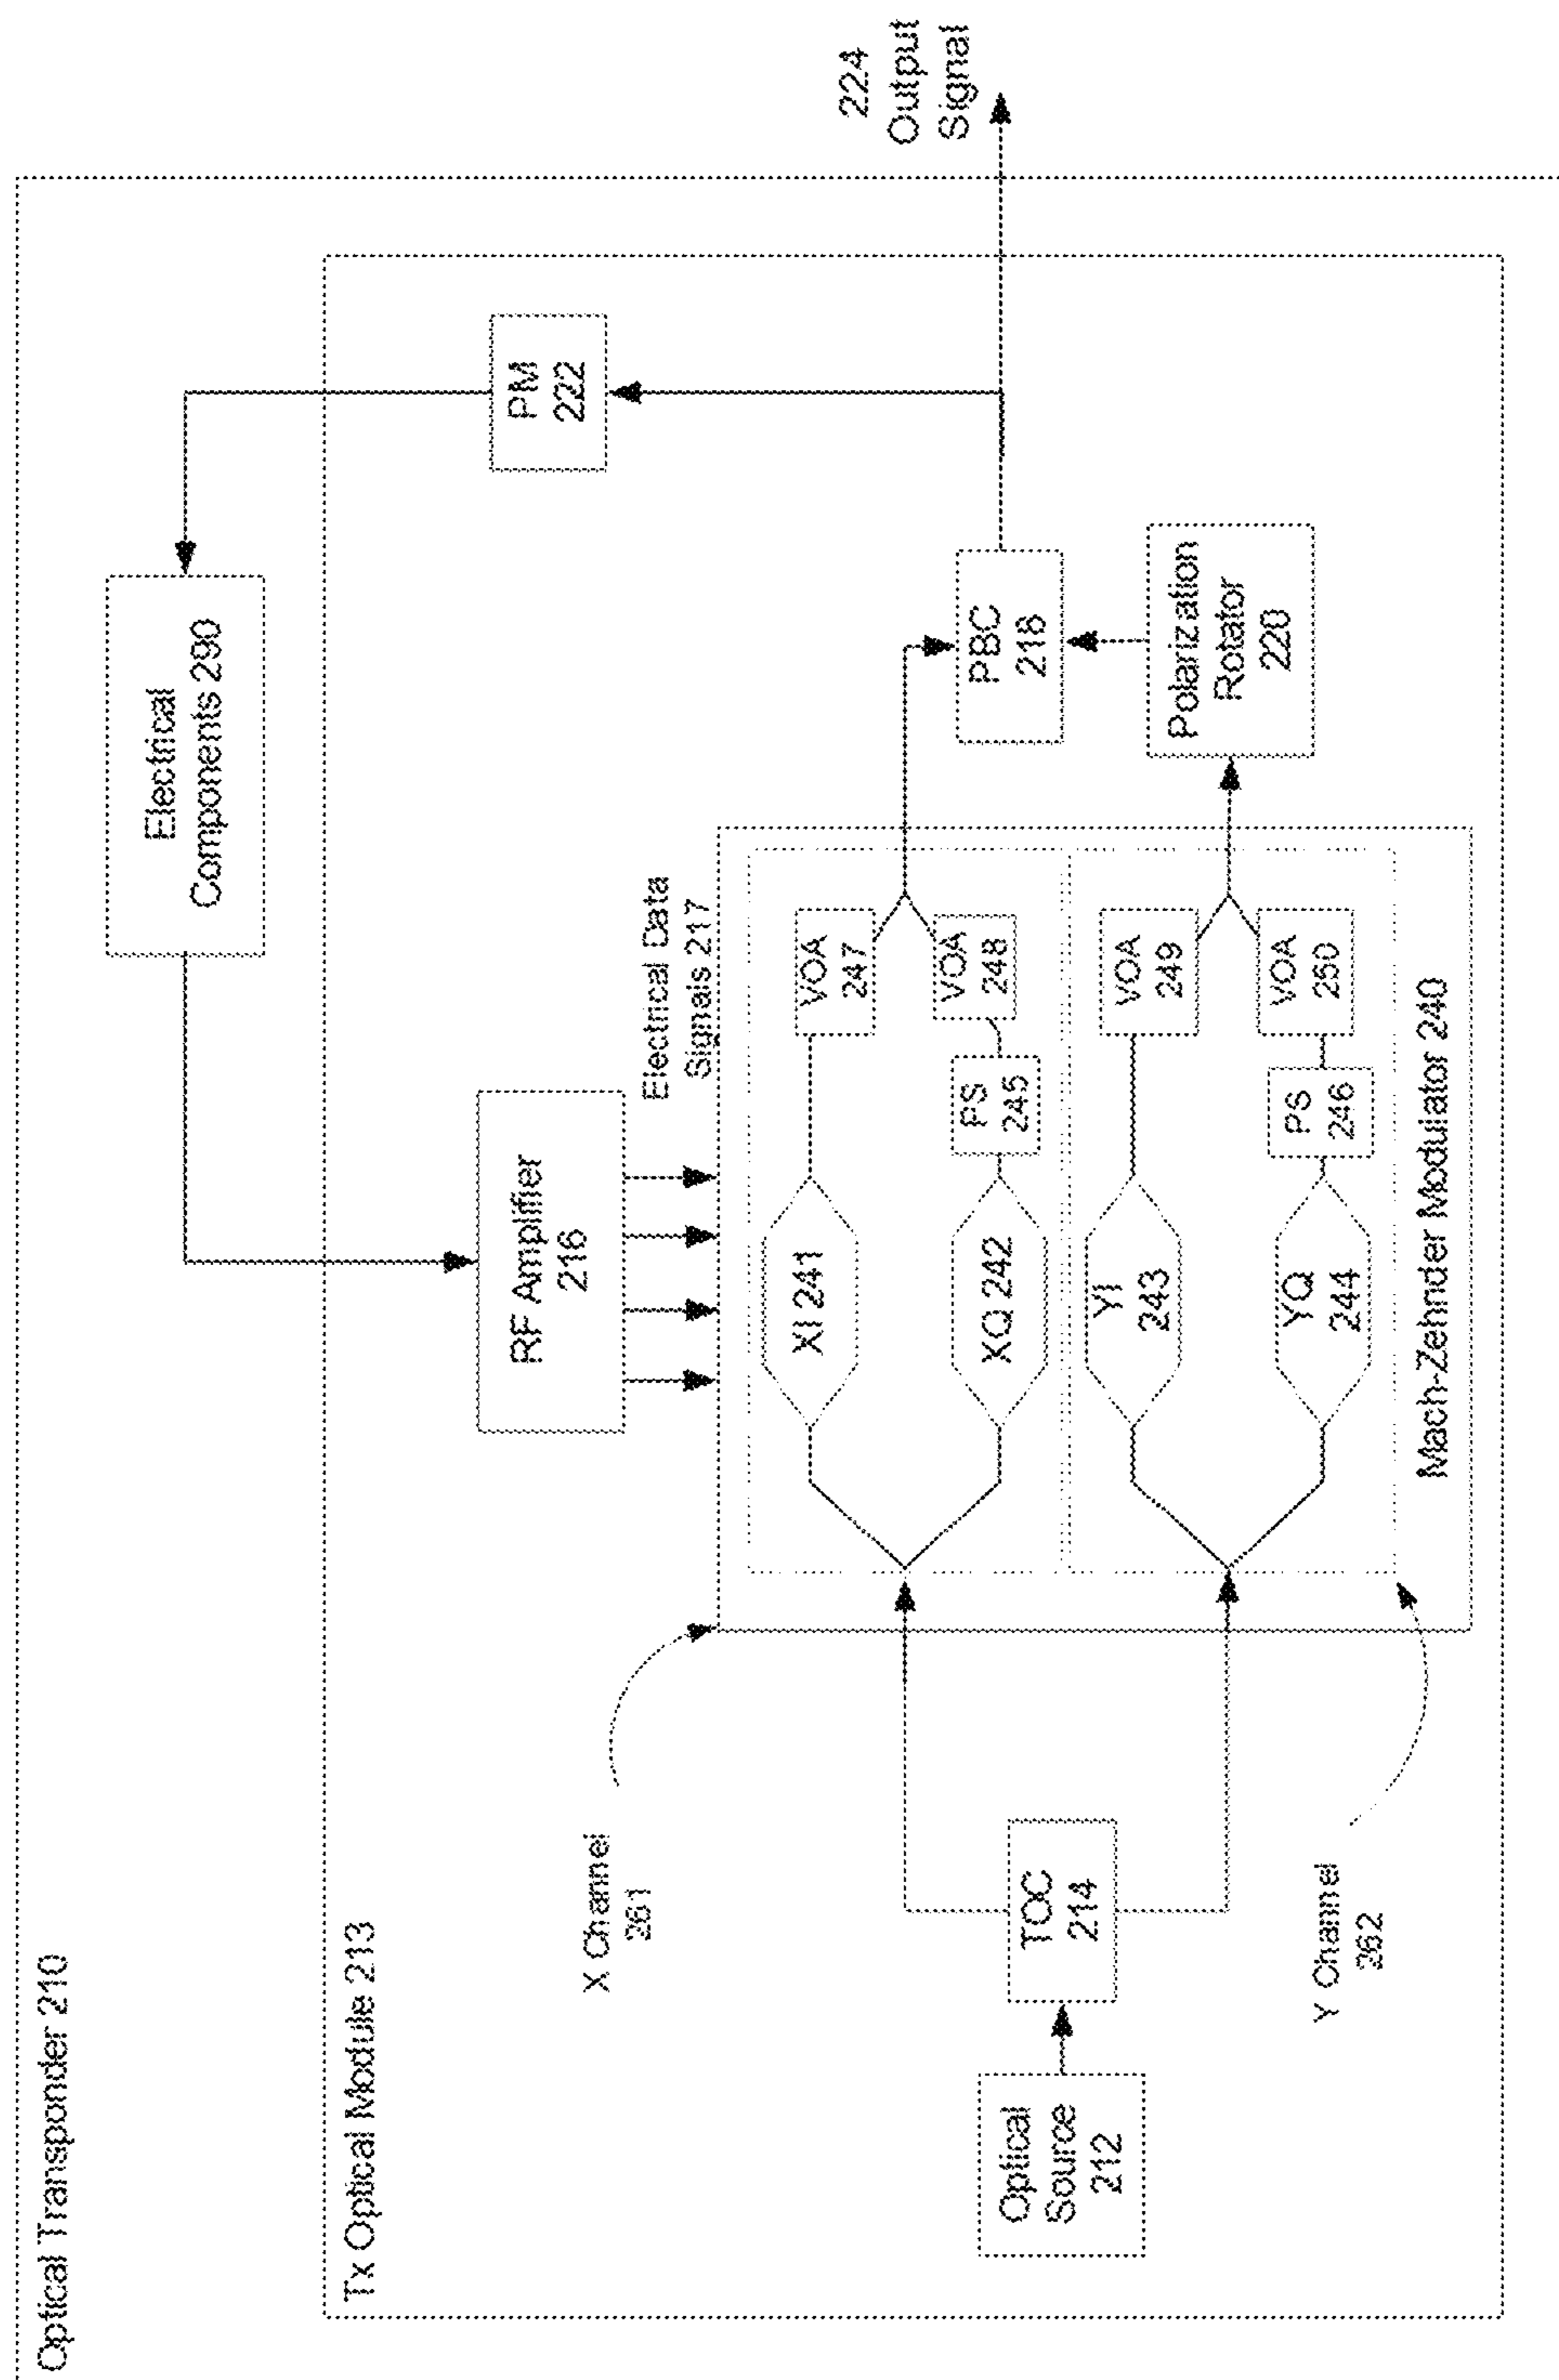 Optical Transponder 210
Tx Optical Module 213
Electrical
Components 290
RF Amplifier
216
PM
222
224
Output
Signal
Electrical Data
Signals 217
X Channel
261
XI 241
VOA
247
XQ 242
PS
245
VOA
248
YI
243
VOA
249
YQ
244
PS
246
VOA
250
Mach-Zehnder Modulator 240
PBC
218
Polarization
Rotator
220
Optical
Source
212
TOC
214
Y Channel
262